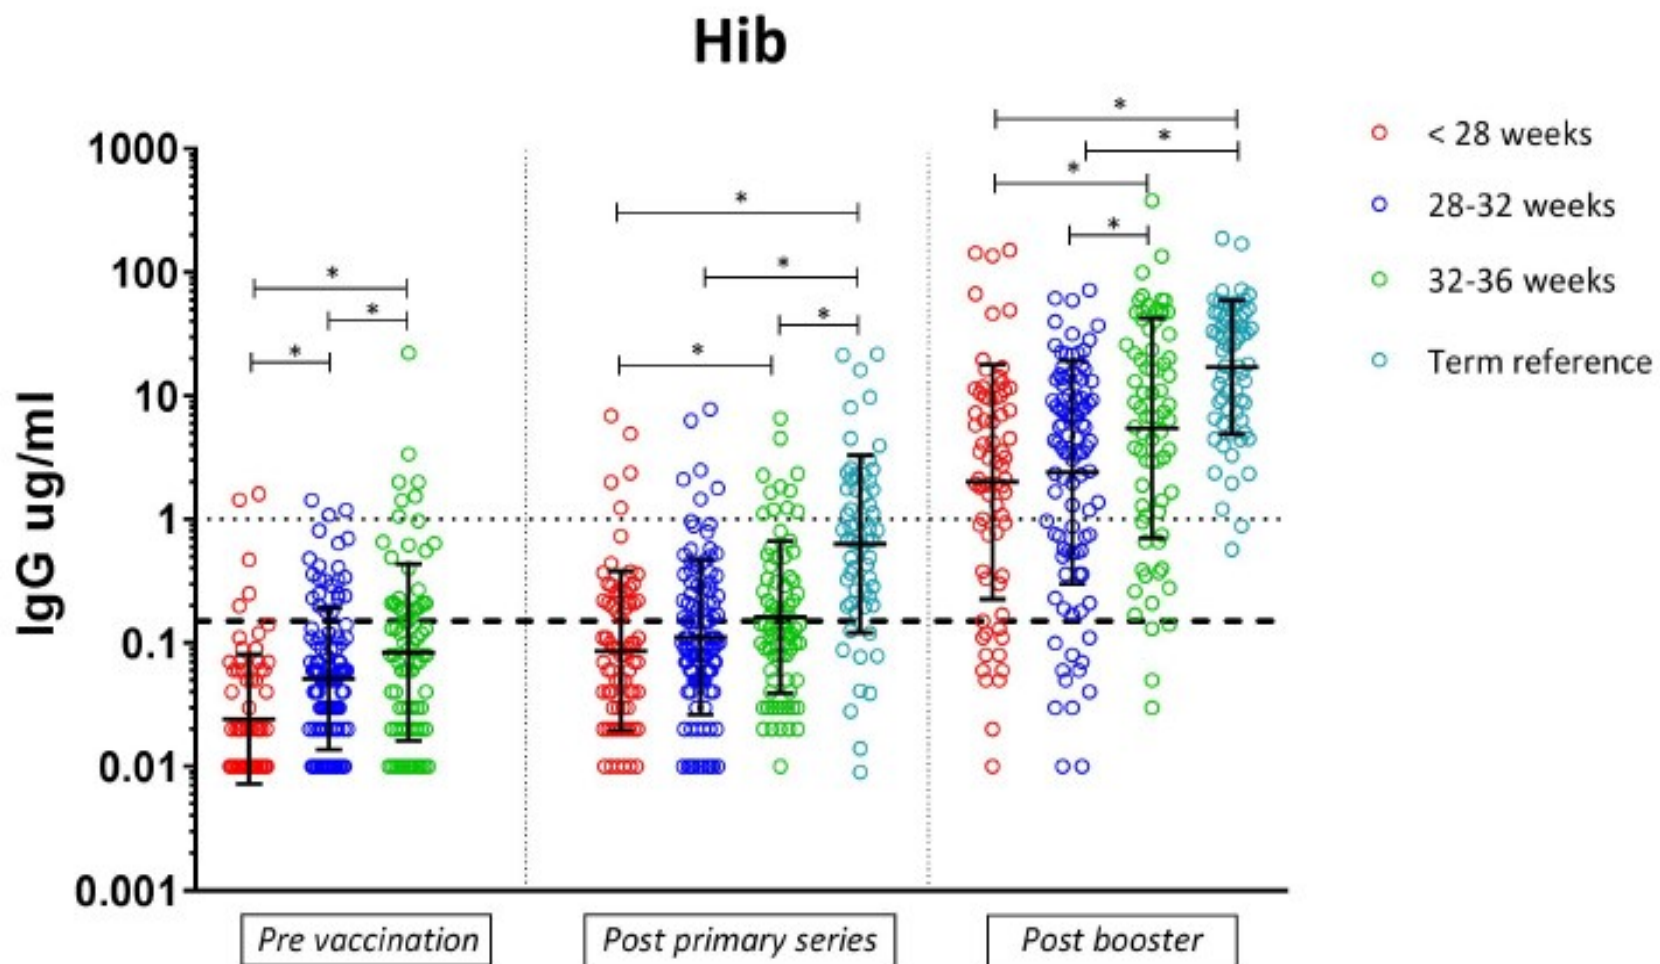 Hib
IgG ug/ml
1000
100
10
1
0.1
0.01
0.001
*
*
*
*
*
*
*
*
*
*
*
< 28 weeks
28-32 weeks
32-36 weeks
Term reference
Pre vaccination
Post primary series
Post booster